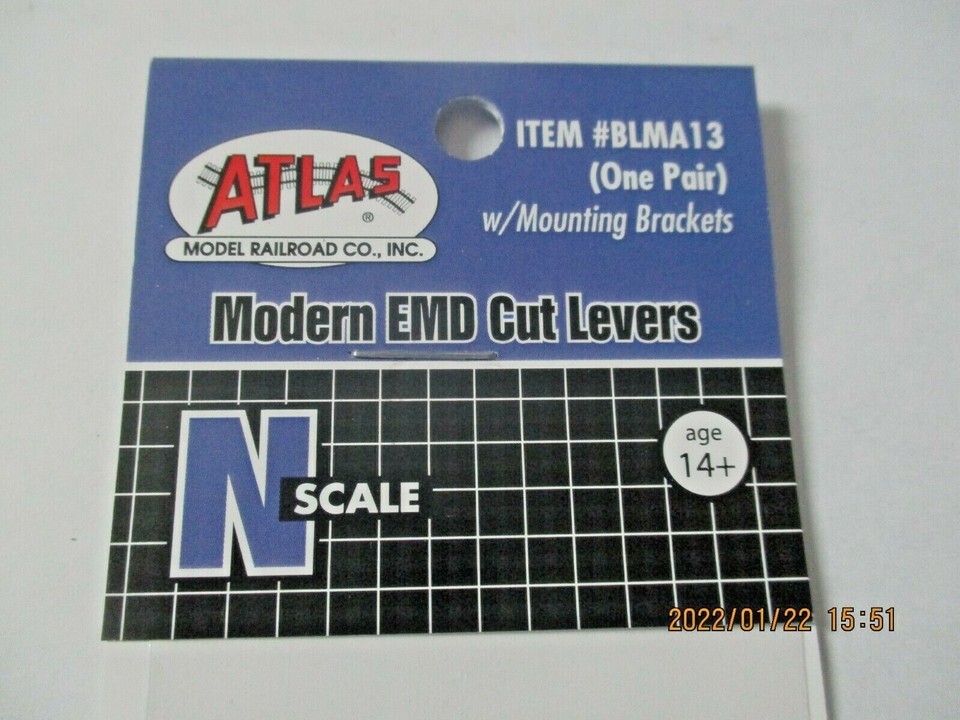 ATLAS
®
MODEL RAILROAD CO., INC.
ITEM #BLMA13
(One Pair)
w/Mounting Brackets
Modern EMD Cut Levers
N
SCALE
age
14+
2022/01/22 15:51